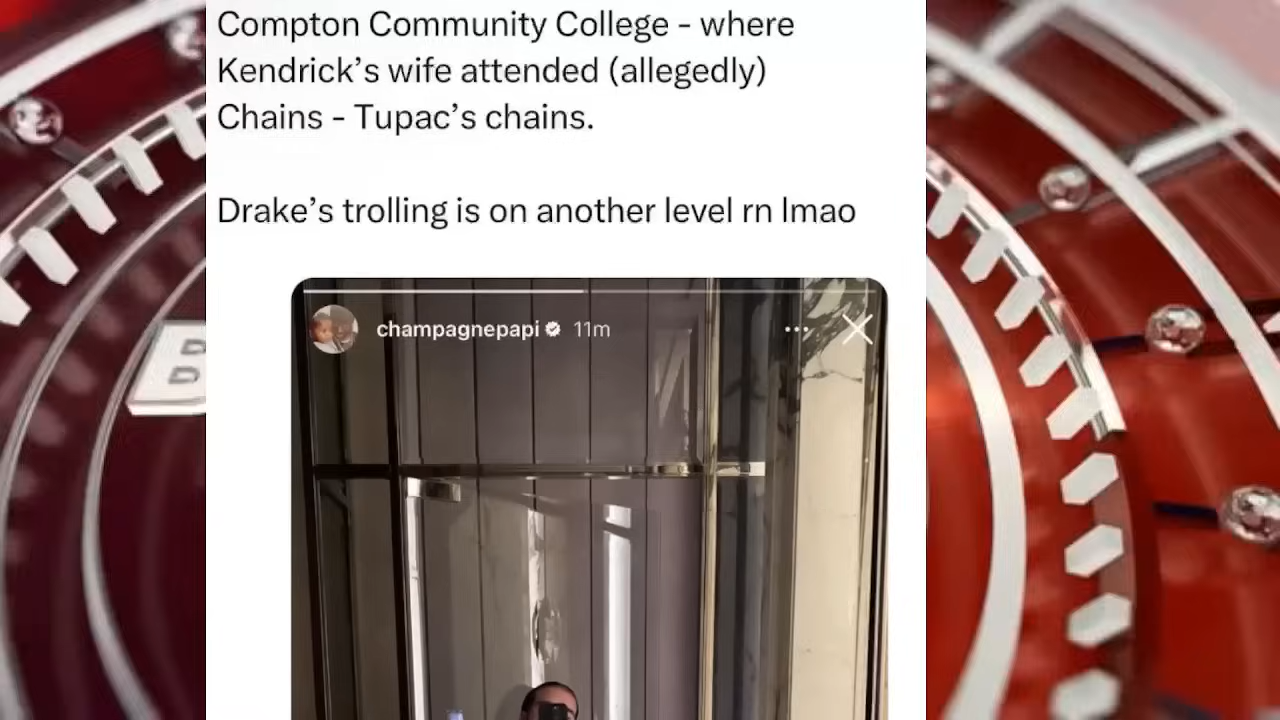 Compton Community College - where
Kendrick’s wife attended (allegedly)
Chains - Tupac’s chains.
Drake’s trolling is on another level rn lmao
champagnepapi 11m